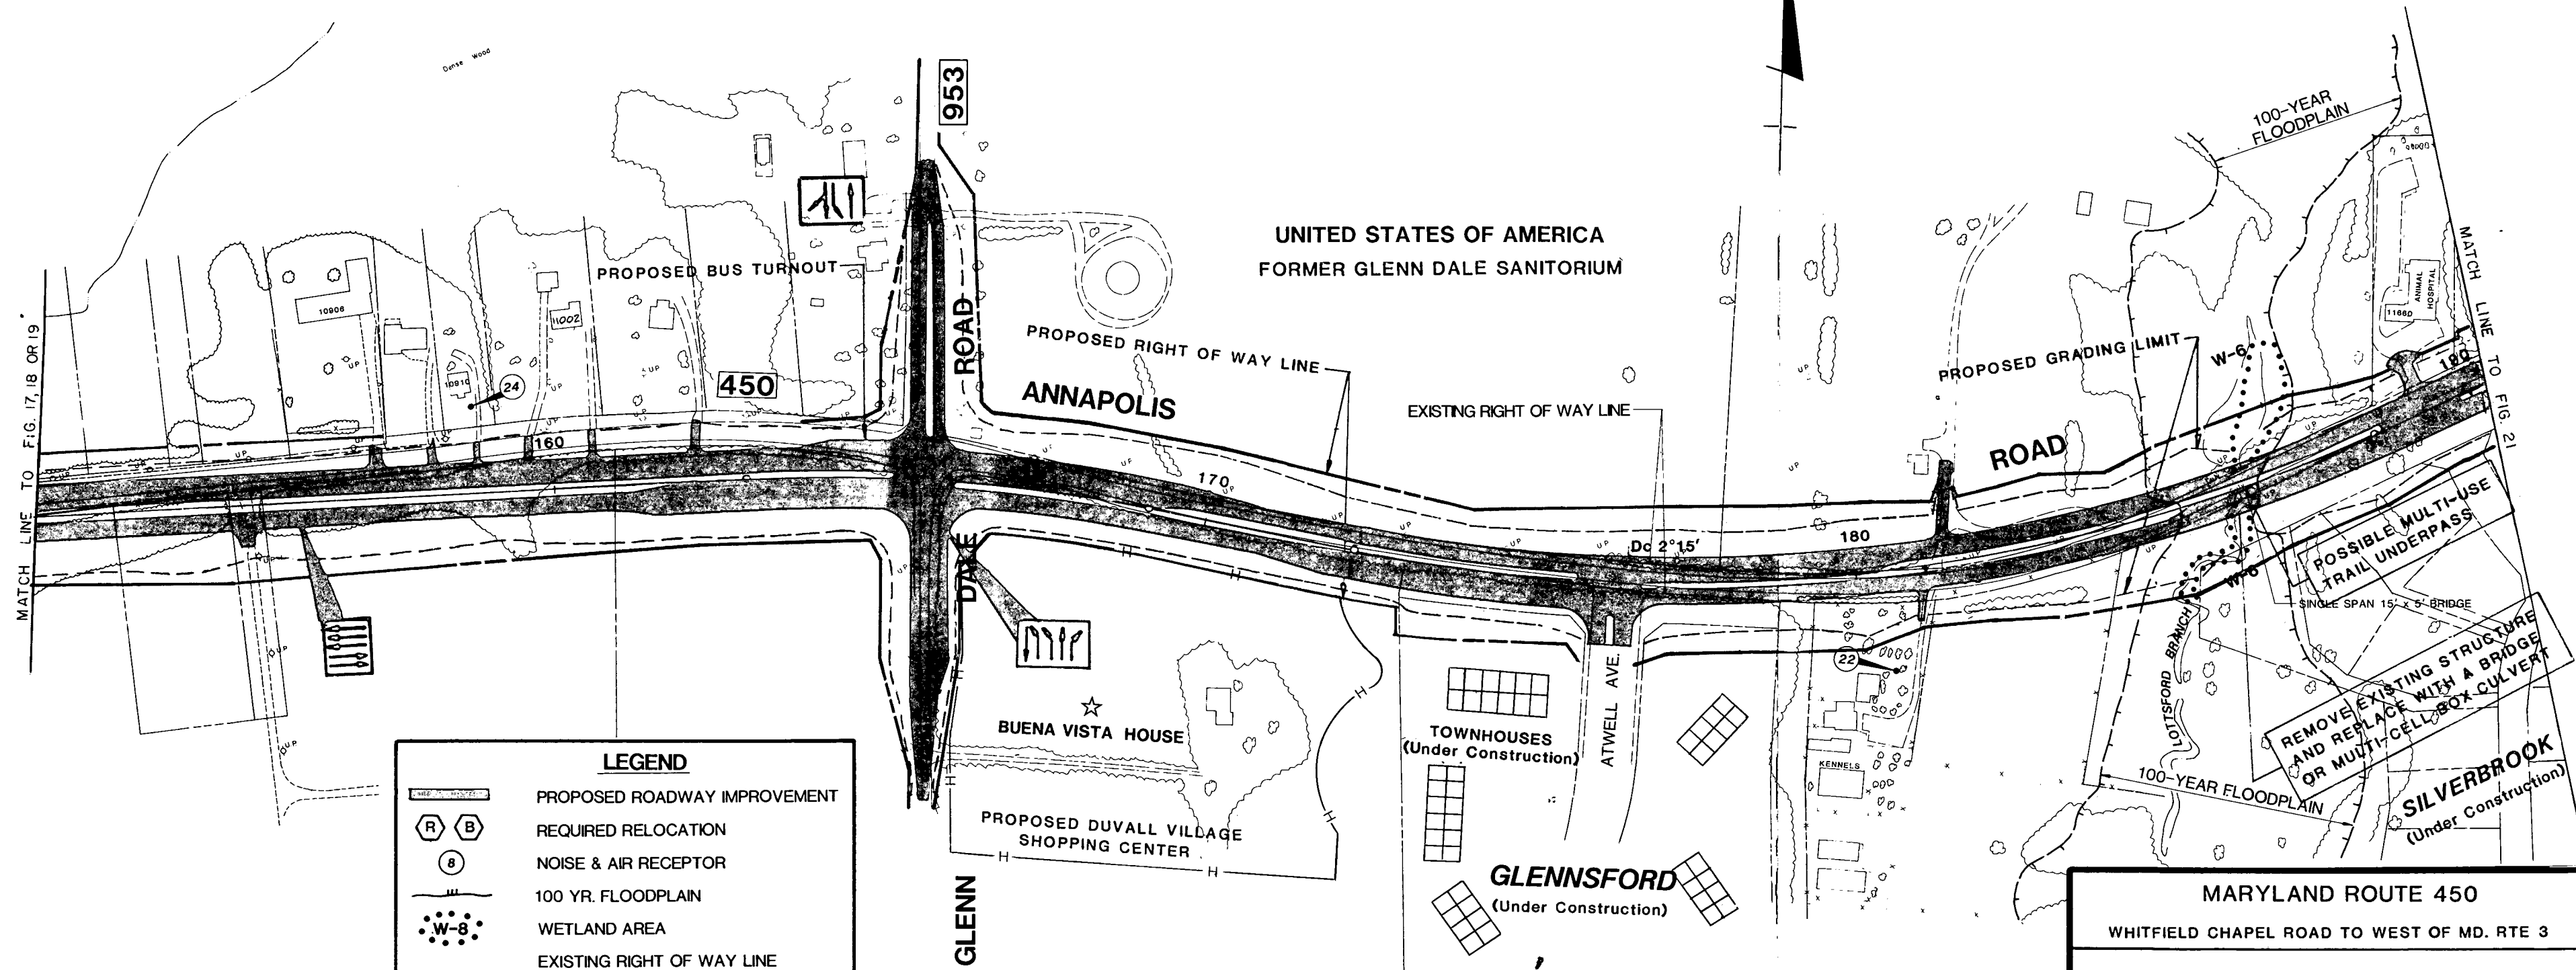 Dense Wood
953
100-YEAR
FLOODPLAIN
UNITED STATES OF AMERICA
FORMER GLENN DALE SANITORIUM
PROPOSED BUS TURNOUT
MATCH LINE TO FIG. 17, 18 OR 19
10906
11002
10910
24
450
ROAD
PROPOSED RIGHT OF WAY LINE
ANNAPOLIS
EXISTING RIGHT OF WAY LINE
PROPOSED GRADING LIMIT
W-6
ANIMAL
HOSPITAL
11660
MATCH LINE TO FIG. 21
190
ROAD
160
170
Dc 2°15'
180
UP
POSSIBLE MULTI-USE
TRAIL UNDERPASS
W-6
SINGLE SPAN 15' x 5' BRIDGE
LOTTSFORD BRANCH
REMOVE EXISTING STRUCTURE
AND REPLACE WITH A BRIDGE
OR MULTI-CELL BOX CULVERT
100-YEAR FLOODPLAIN
SILVERBROOK
(Under Construction)
DALE
H
22
BUENA VISTA HOUSE
TOWNHOUSES
(Under Construction)
ATWELL AVE.
KENNELS
PROPOSED DUVALL VILLAGE
SHOPPING CENTER
GLENN
GLENNSFORD
(Under Construction)
LEGEND
PROPOSED ROADWAY IMPROVEMENT
R B REQUIRED RELOCATION
8 NOISE & AIR RECEPTOR
100 YR. FLOODPLAIN
W-8 WETLAND AREA
EXISTING RIGHT OF WAY LINE
MARYLAND ROUTE 450
WHITFIELD CHAPEL ROAD TO WEST OF MD. RTE 3